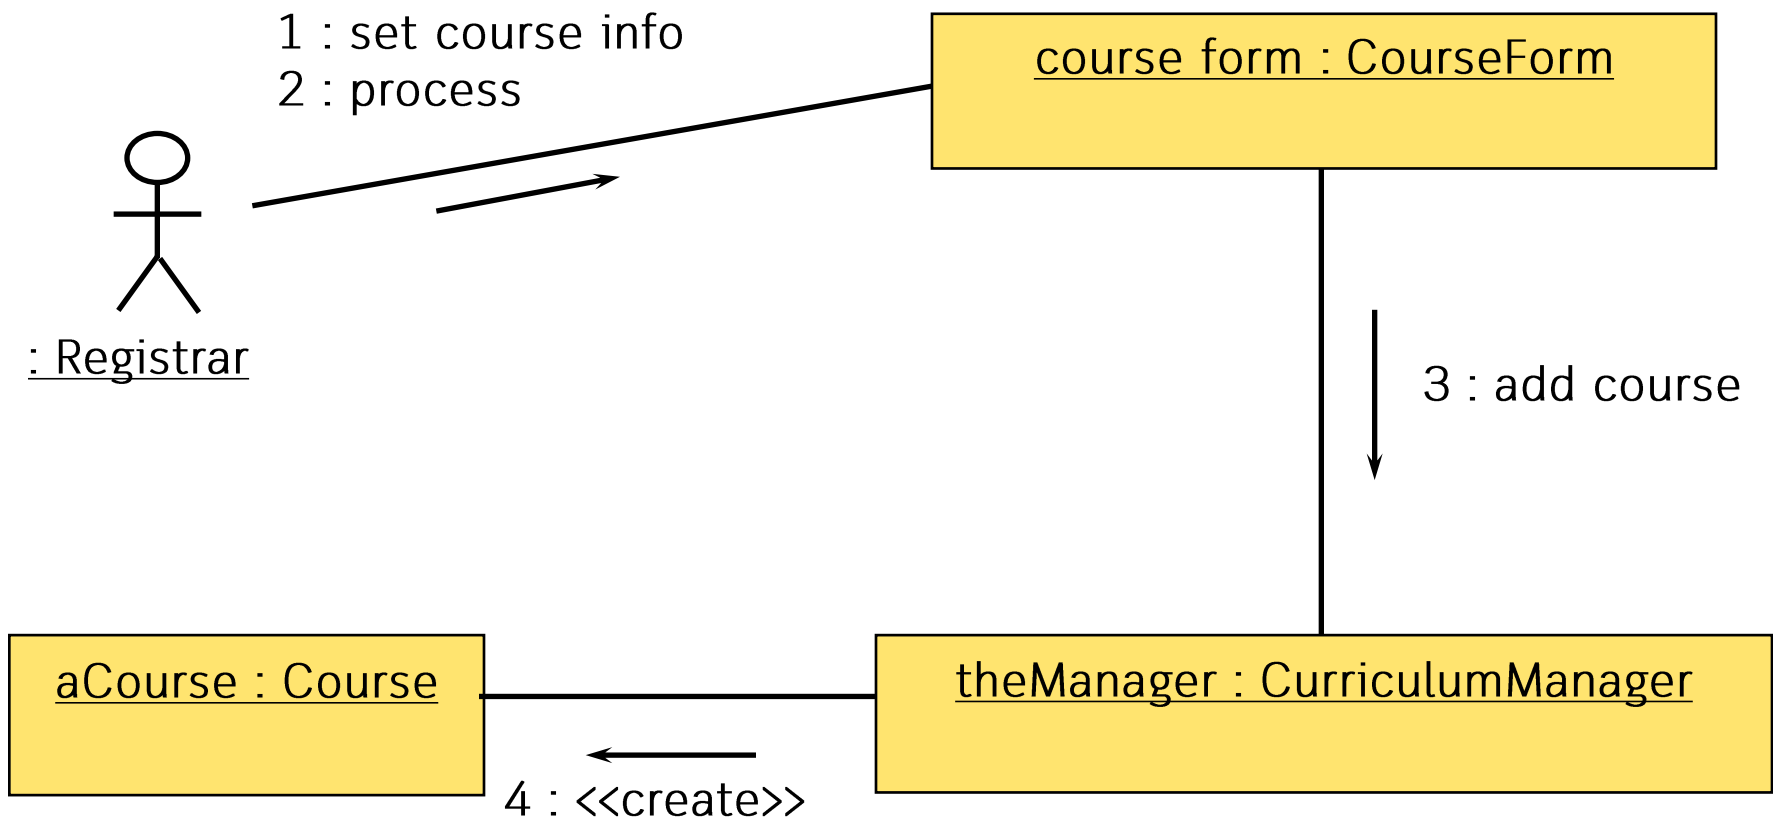 1 : set course info
2 : process
course form : CourseForm
: Registrar
3 : add course
aCourse : Course
theManager : CurriculumManager
4 : <<create>>